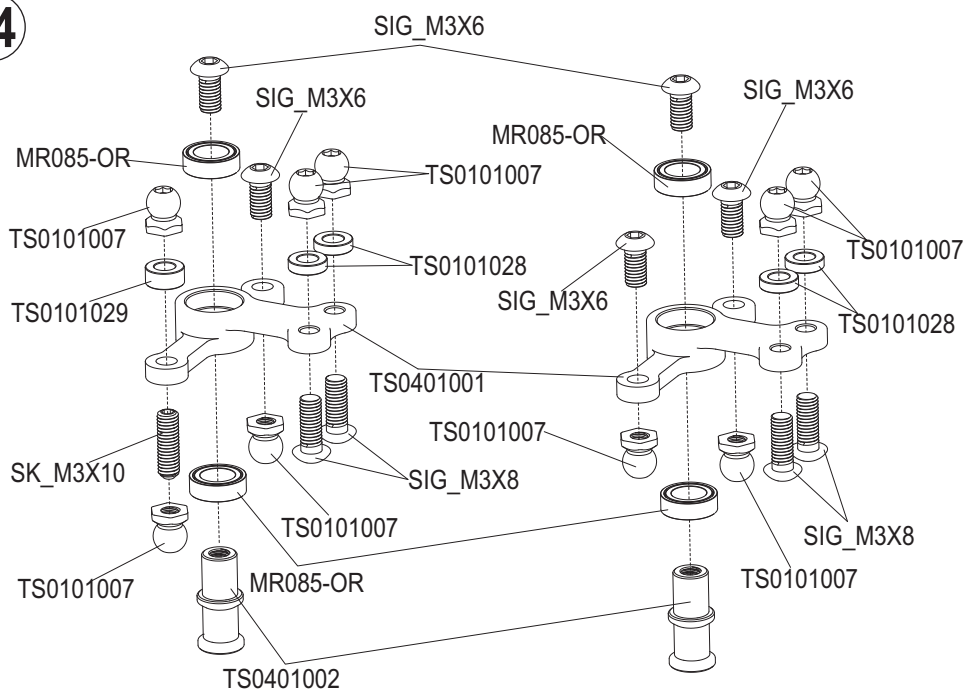 4
SIG_M3X6
SIG_M3X6
SIG_M3X6
MR085-OR
MR085-OR
TS0101007
TS0101007
TS0101007
TS0101028
SIG_M3X6
TS0101029
TS0101028
TS0401001
TS0101007
SK_M3X10
SIG_M3X8
TS0101007
SIG_M3X8
TS0101007
MR085-OR
TS0101007
TS0401002